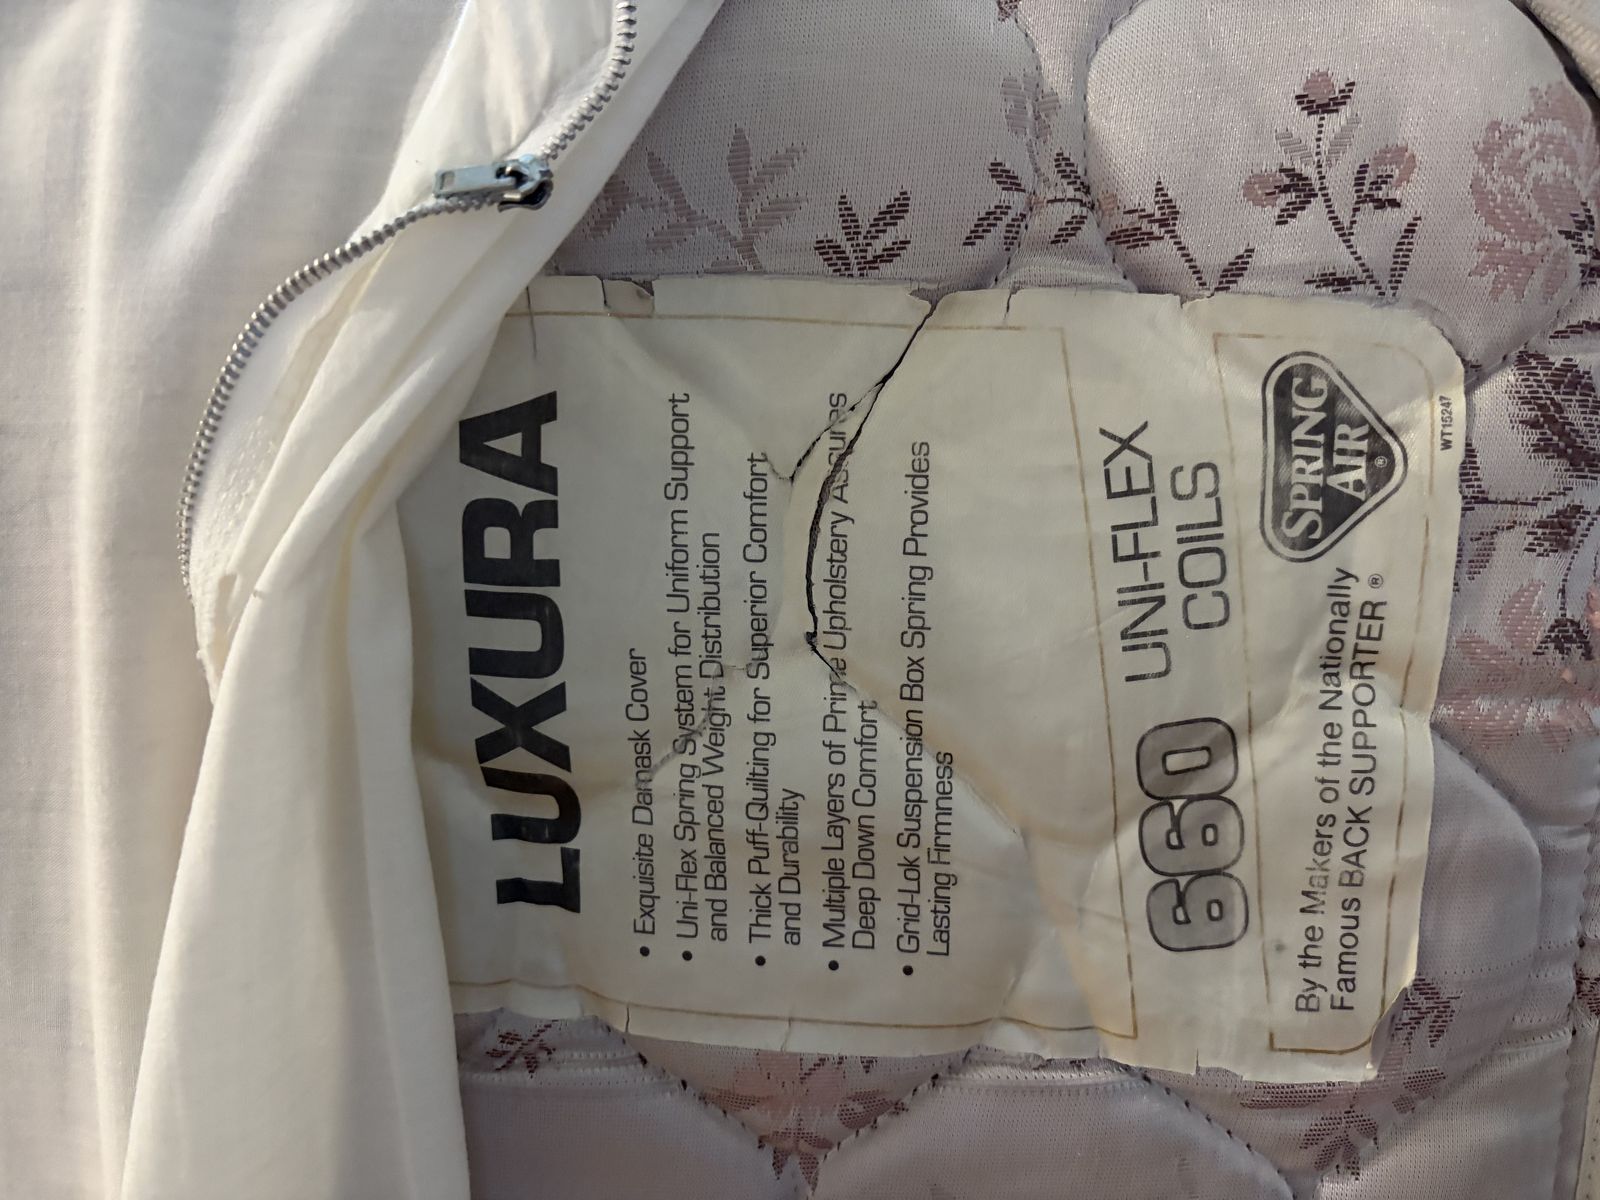 LUXURA
• Exquisite Damask Cover
• Uni-Flex Spring System for Uniform Support
and Balanced Weight Distribution
• Thick Puff-Quilting for Superior Comfort
and Durability
• Multiple Layers of Prime Upholstery Assures
Deep Down Comfort
• Grid-Lok Suspension Box Spring Provides
Lasting Firmness
660 UNI-FLEX
COILS
By the Makers of the Nationally
Famous BACK SUPPORTER ®
SPRING
AIR ®
WT15247